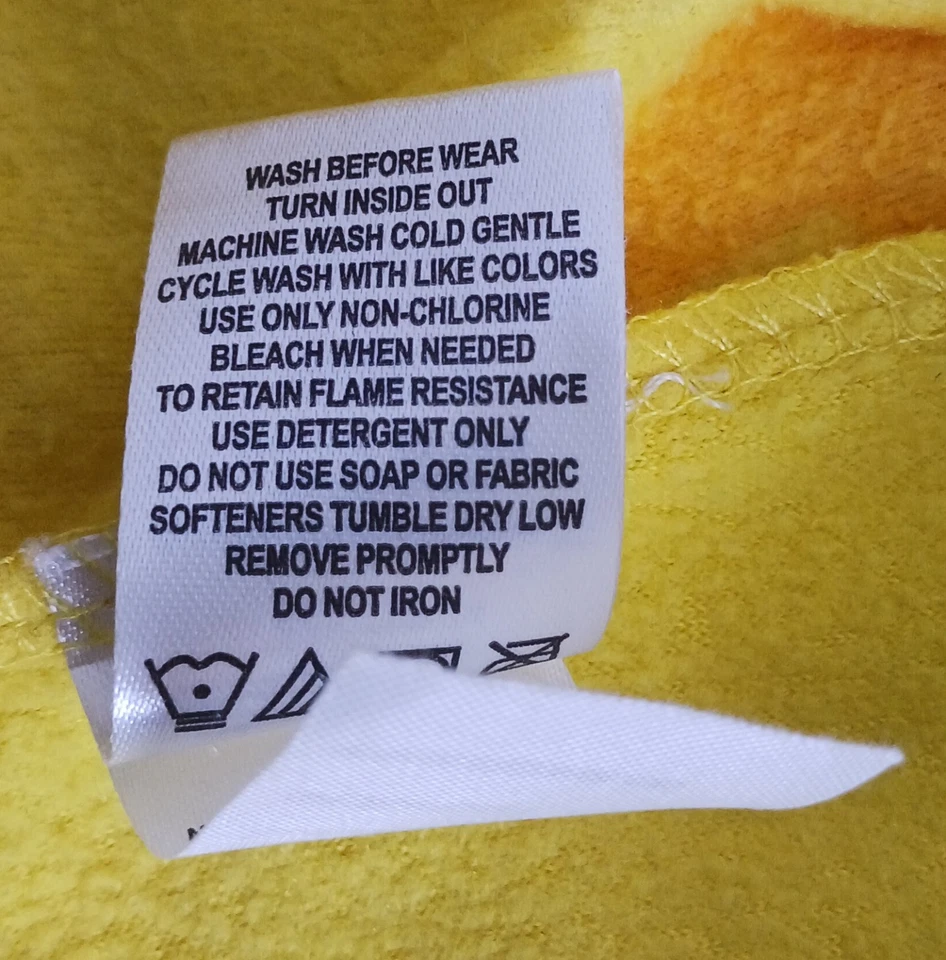 WASH BEFORE WEAR
TURN INSIDE OUT
MACHINE WASH COLD GENTLE
CYCLE WASH WITH LIKE COLORS
USE ONLY NON-CHLORINE
BLEACH WHEN NEEDED
TO RETAIN FLAME RESISTANCE
USE DETERGENT ONLY
DO NOT USE SOAP OR FABRIC
SOFTENERS TUMBLE DRY LOW
REMOVE PROMPTLY
DO NOT IRON